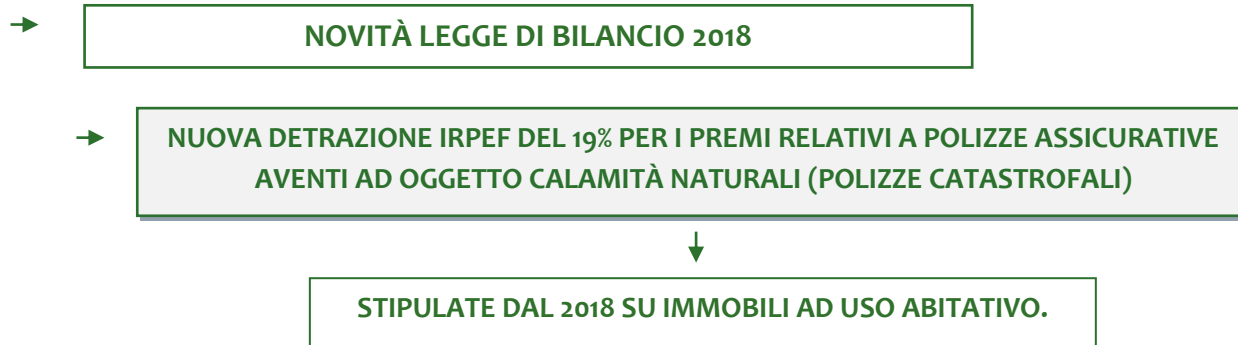 NOVITÀ LEGGE DI BILANCIO 2018
NUOVA DETRAZIONE IRPEF DEL 19% PER I PREMI RELATIVI A POLIZZE ASSICURATIVE
AVENTI AD OGGETTO CALAMITÀ NATURALI (POLIZZE CATASTROFALI)
STIPULATE DAL 2018 SU IMMOBILI AD USO ABITATIVO.